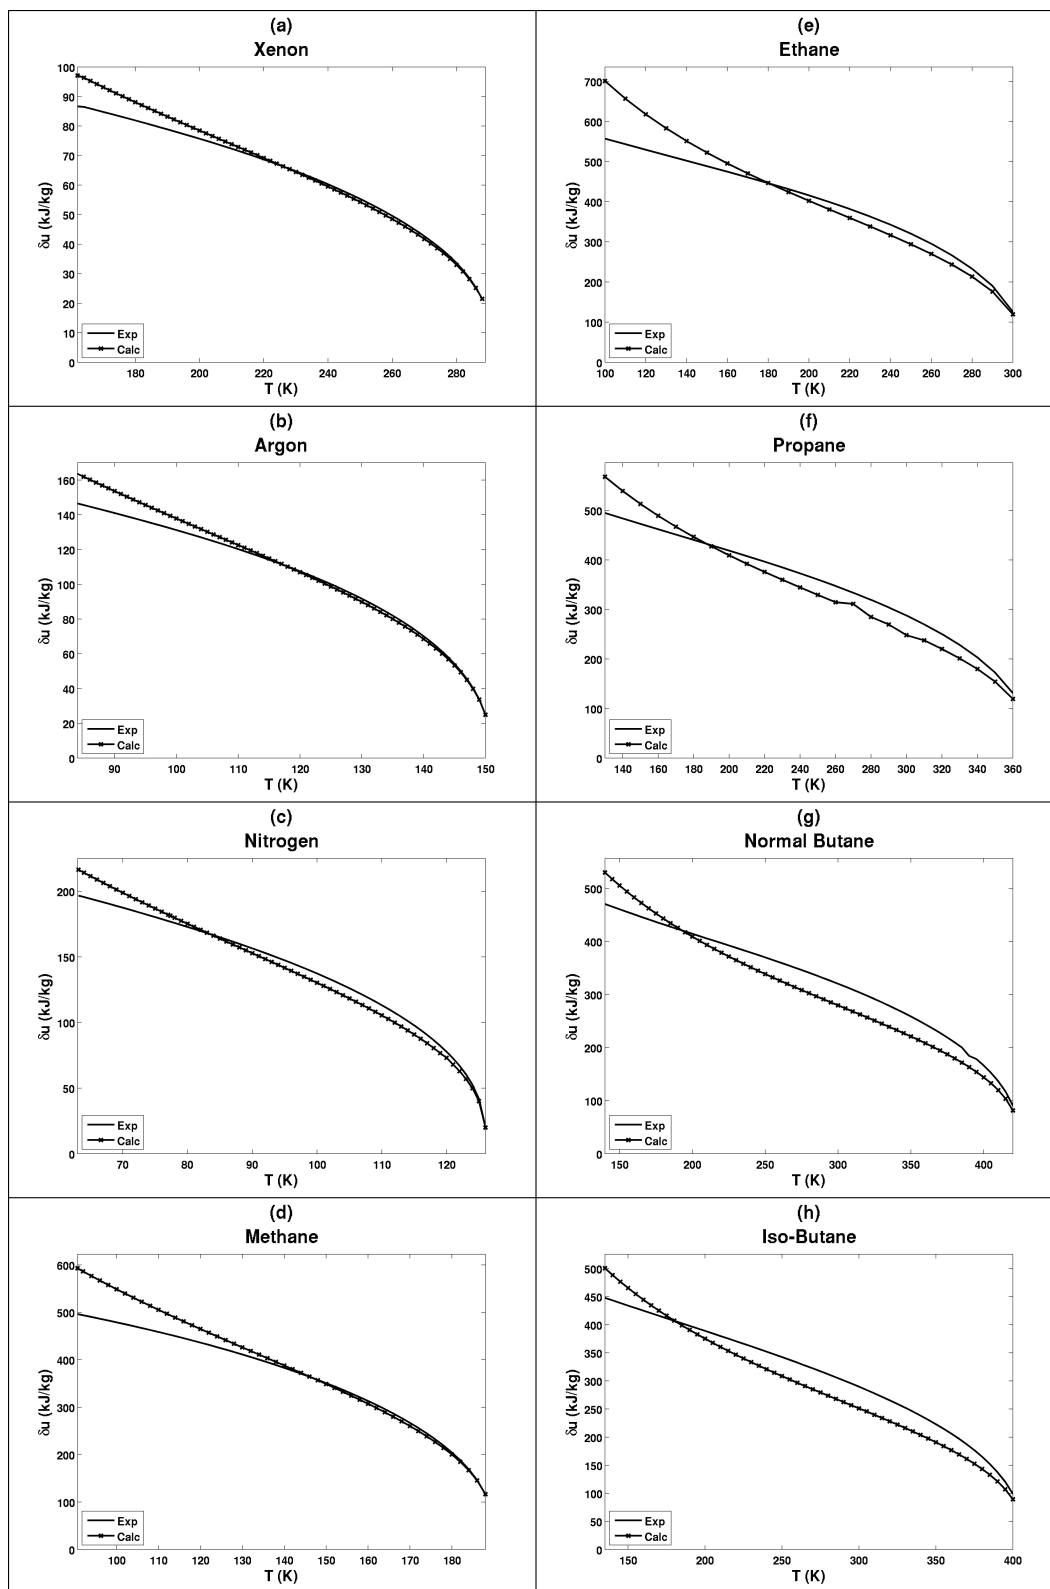 (a)
Xenon
100
90
80
70
60
50
40
30
20
10
0
δu (kJ/kg)
Exp
Calc
180 200 220 240 260 280
T (K)
(e)
Ethane
700
600
500
400
300
200
100
0
δu (kJ/kg)
Exp
Calc
100 120 140 160 180 200 220 240 260 280 300
T (K)
(b)
Argon
160
140
120
100
80
60
40
20
0
δu (kJ/kg)
Exp
Calc
90 100 110 120 130 140 150
T (K)
(f)
Propane
500
400
300
200
100
0
δu (kJ/kg)
Exp
Calc
140 160 180 200 220 240 260 280 300 320 340 360
T (K)
(c)
Nitrogen
200
150
100
50
0
δu (kJ/kg)
Exp
Calc
70 80 90 100 110 120
T (K)
(g)
Normal Butane
500
400
300
200
100
0
δu (kJ/kg)
Exp
Calc
150 200 250 300 350 400
T (K)
(d)
Methane
600
500
400
300
200
100
0
δu (kJ/kg)
Exp
Calc
100 110 120 130 140 150 160 170 180
T (K)
(h)
Iso-Butane
500
450
400
350
300
250
200
150
100
50
0
δu (kJ/kg)
Exp
Calc
150 200 250 300 350 400
T (K)